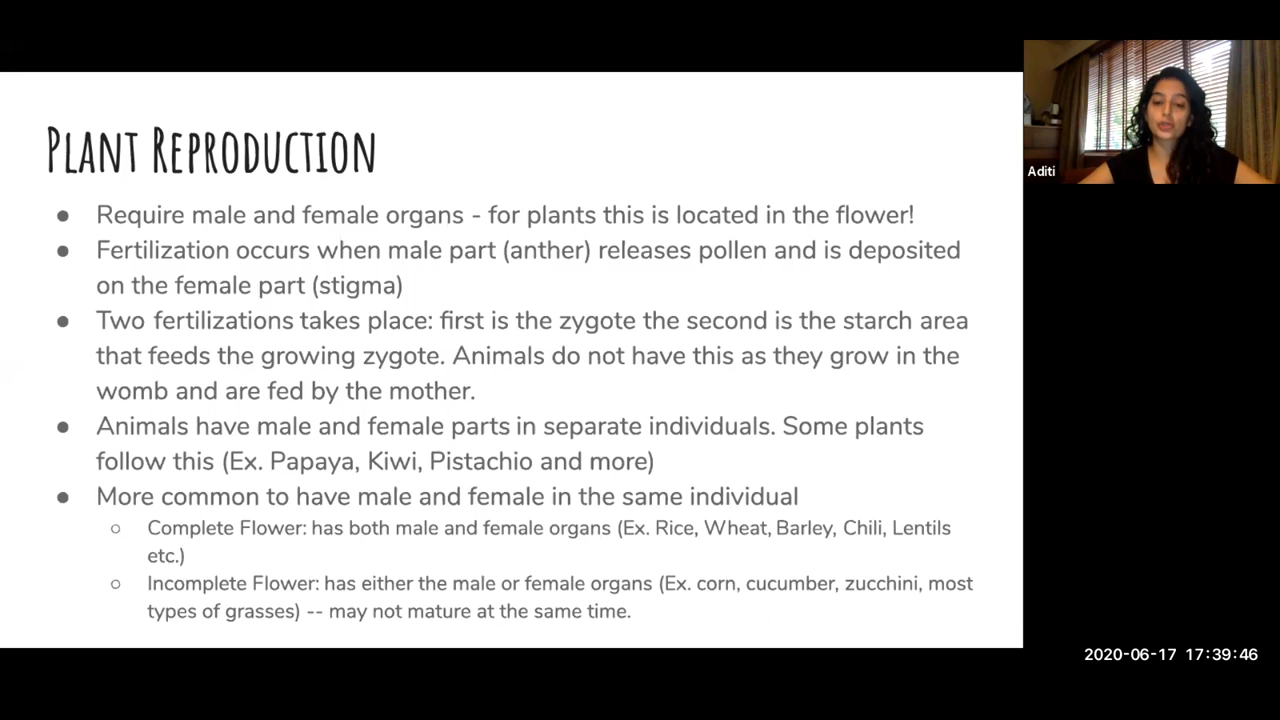 PLANT REPRODUCTION
● Require male and female organs - for plants this is located in the flower!
● Fertilization occurs when male part (anther) releases pollen and is deposited
on the female part (stigma)
● Two fertilizations takes place: first is the zygote the second is the starch area
that feeds the growing zygote. Animals do not have this as they grow in the
womb and are fed by the mother.
● Animals have male and female parts in separate individuals. Some plants
follow this (Ex. Papaya, Kiwi, Pistachio and more)
● More common to have male and female in the same individual
○ Complete Flower: has both male and female organs (Ex. Rice, Wheat, Barley, Chili, Lentils
etc.)
○ Incomplete Flower: has either the male or female organs (Ex. corn, cucumber, zucchini, most
types of grasses) -- may not mature at the same time.
Aditi
2020-06-17 17:39:46